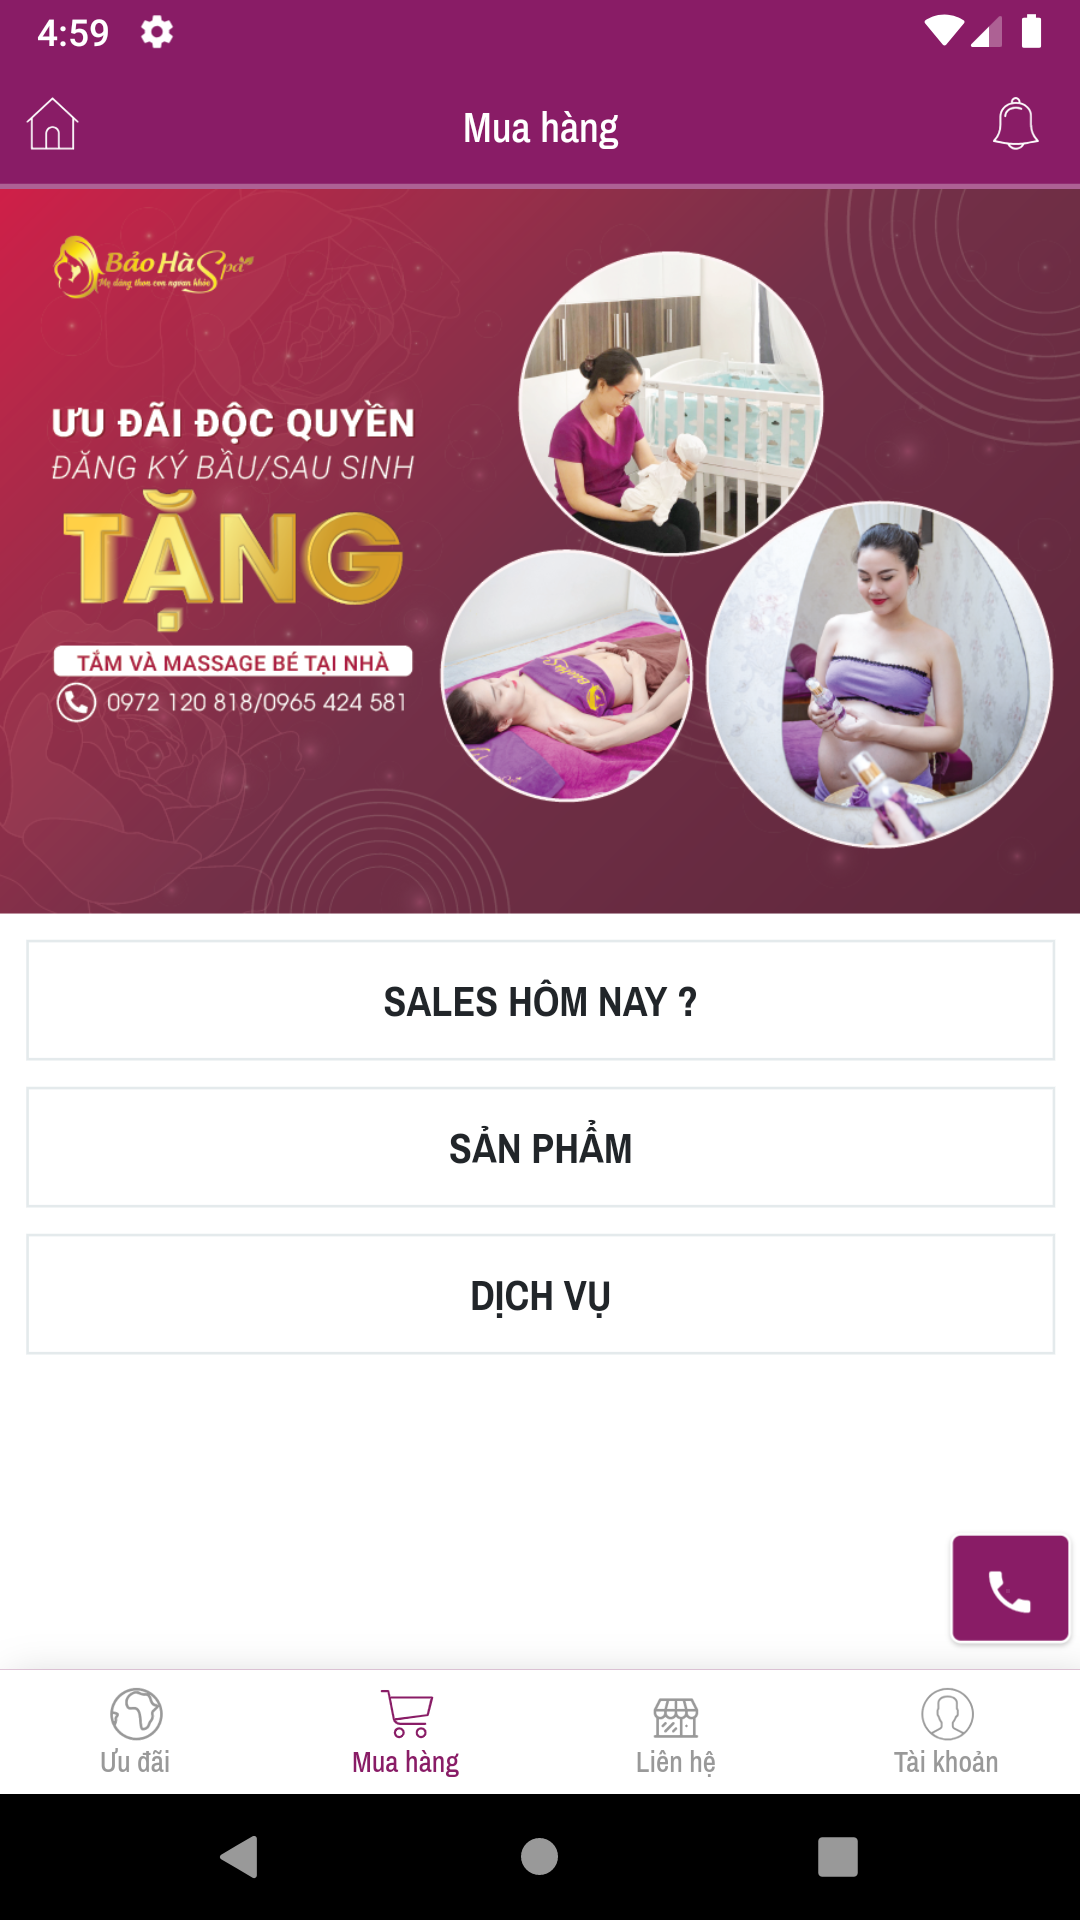 4:59
Mua hàng
Bảo Hà Spa
Mẹ dáng thon con ngoan khỏe
ƯU ĐÃI ĐỘC QUYỀN
ĐĂNG KÝ BẦU/SAU SINH
TẶNG
TẮM VÀ MASSAGE BÉ TẠI NHÀ
0972 120 818/0965 424 581
SALES HÔM NAY ?
SẢN PHẨM
DỊCH VỤ
Ưu đãi
Mua hàng
Liên hệ
Tài khoản